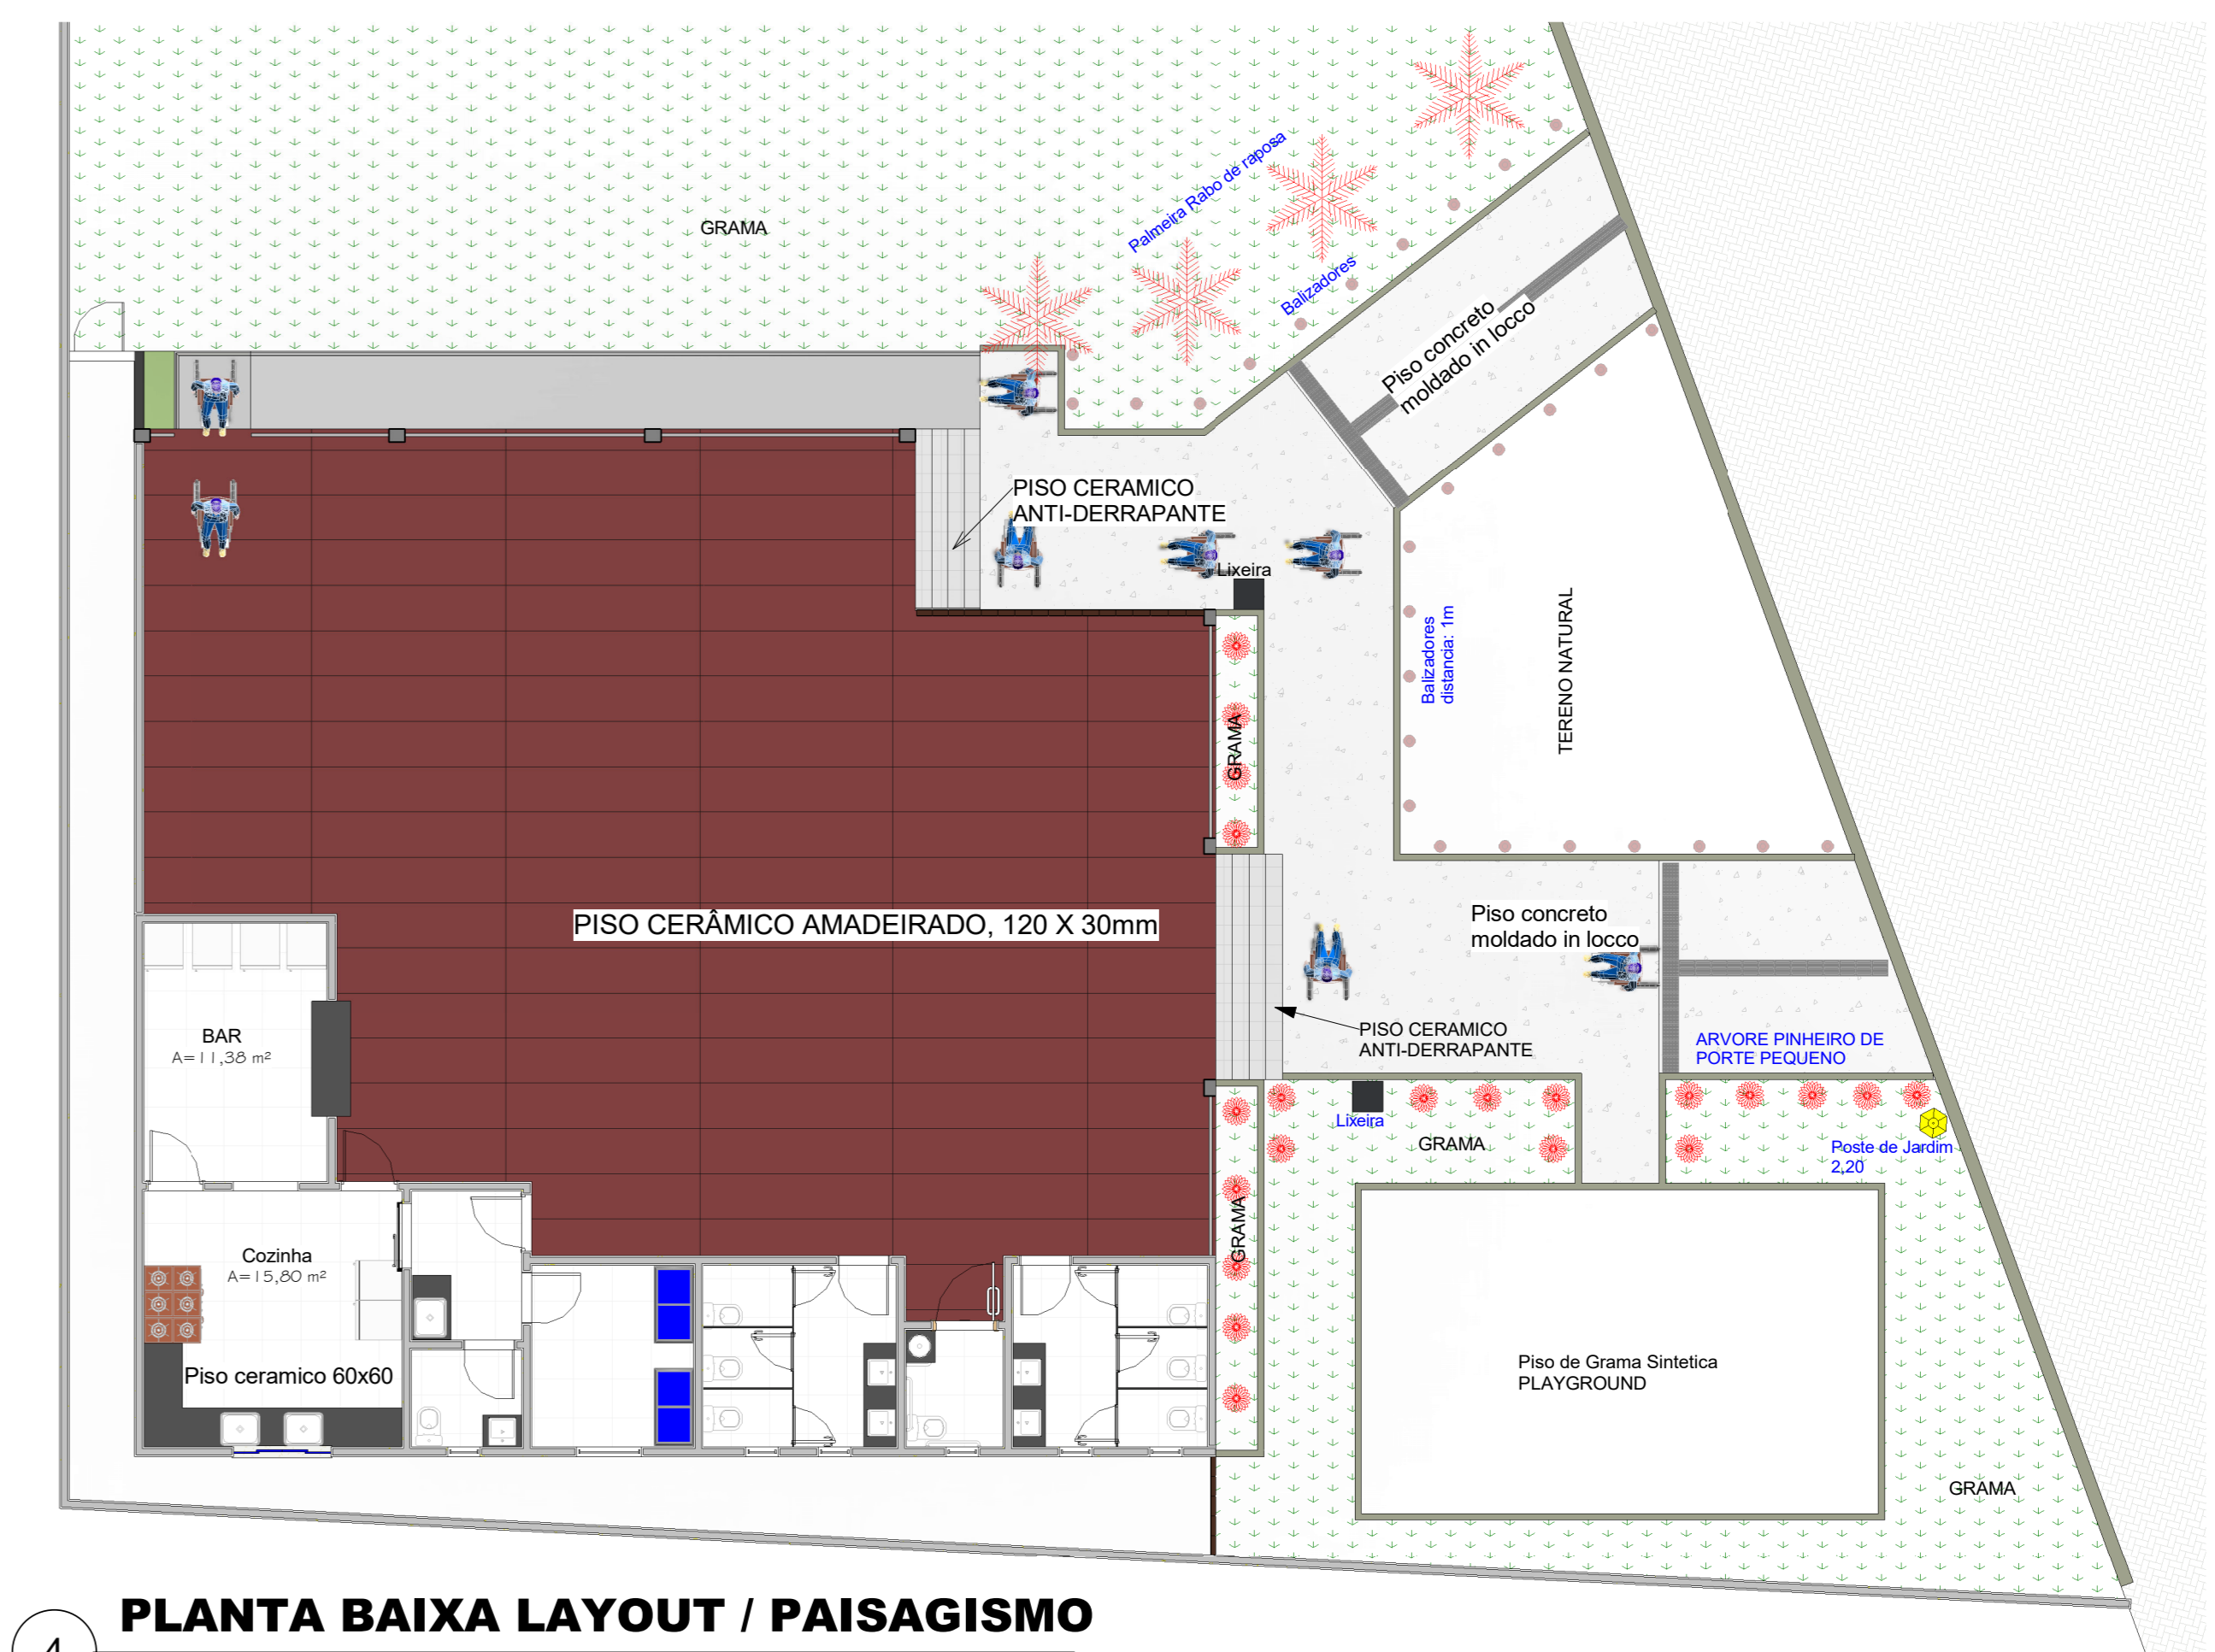 GRAMA
Palmeira Rabo de raposa
Balizadores
Piso concreto
moldado in locco
PISO CERAMICO
ANTI-DERRAPANTE
Lixeira
GRAMA
Balizadores
distancia: 1m
TERENO NATURAL
PISO CERÂMICO AMADEIRADO, 120 X 30mm
Piso concreto
moldado in locco
BAR
A=11,38 m²
PISO CERAMICO
ANTI-DERRAPANTE
ARVORE PINHEIRO DE
PORTE PEQUENO
Lixeira
GRAMA
Poste de Jardim
2,20
GRAMA
Cozinha
A=15,80 m²
Piso ceramico 60x60
Piso de Grama Sintetica
PLAYGROUND
GRAMA
4
PLANTA BAIXA LAYOUT / PAISAGISMO